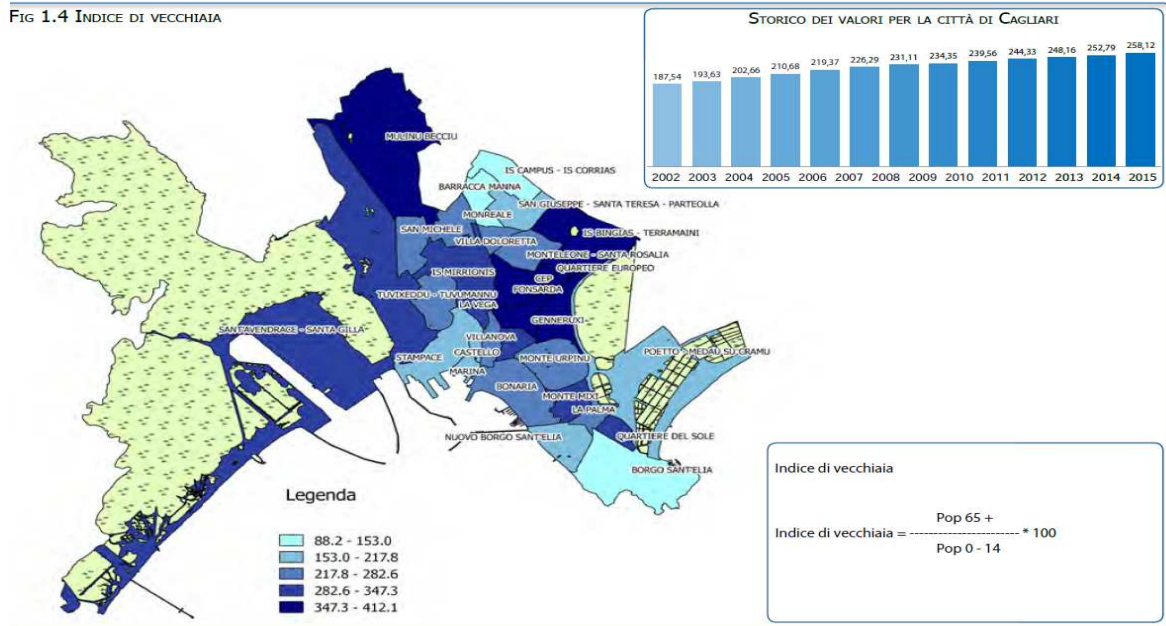 FIG 1.4 INDICE DI VECCHIAIA
STORICO DEI VALORI PER LA CITTÀ DI CAGLIARI
187,54 193,63 202,66 210,68 219,37 226,29 231,11 234,35 239,56 244,33 248,16 252,79 258,12
2002 2003 2004 2005 2006 2007 2008 2009 2010 2011 2012 2013 2014 2015
MULINU BECCIU
IS CAMPUS - IS CORRIAS
BARRACCA MANNA
SAN GIUSEPPE - SANTA TERESA - PARTEOLLA
MONREALE
SAN MICHELE
IS BINGIAS - TERRAMAINI
VILLA DOLORETTA
MONTELEONE - SANTA ROSALIA
QUARTIERE EUROPEO
IS MIRRIONIS
CEP
FONSARDA
TUVIXEDDU - TUVUMANNU
LA VEGA
GENNERUXI
SANT'AVENDRACE - SANTA GILLA
VILLANOVA
STAMPACE
CASTELLO
MONTE URPINU
POETTO - MEDAU SU CRAMU
MARINA
BONARIA
MONTE MIXI
LA PALMA
NUOVO BORGO SANT'ELIA
QUARTIERE DEL SOLE
BORGO SANT'ELIA
Legenda
88.2 - 153.0
153.0 - 217.8
217.8 - 282.6
282.6 - 347.3
347.3 - 412.1
Indice di vecchiaia
Pop 65 +
Indice di vecchiaia = ---------------------- * 100
Pop 0 - 14